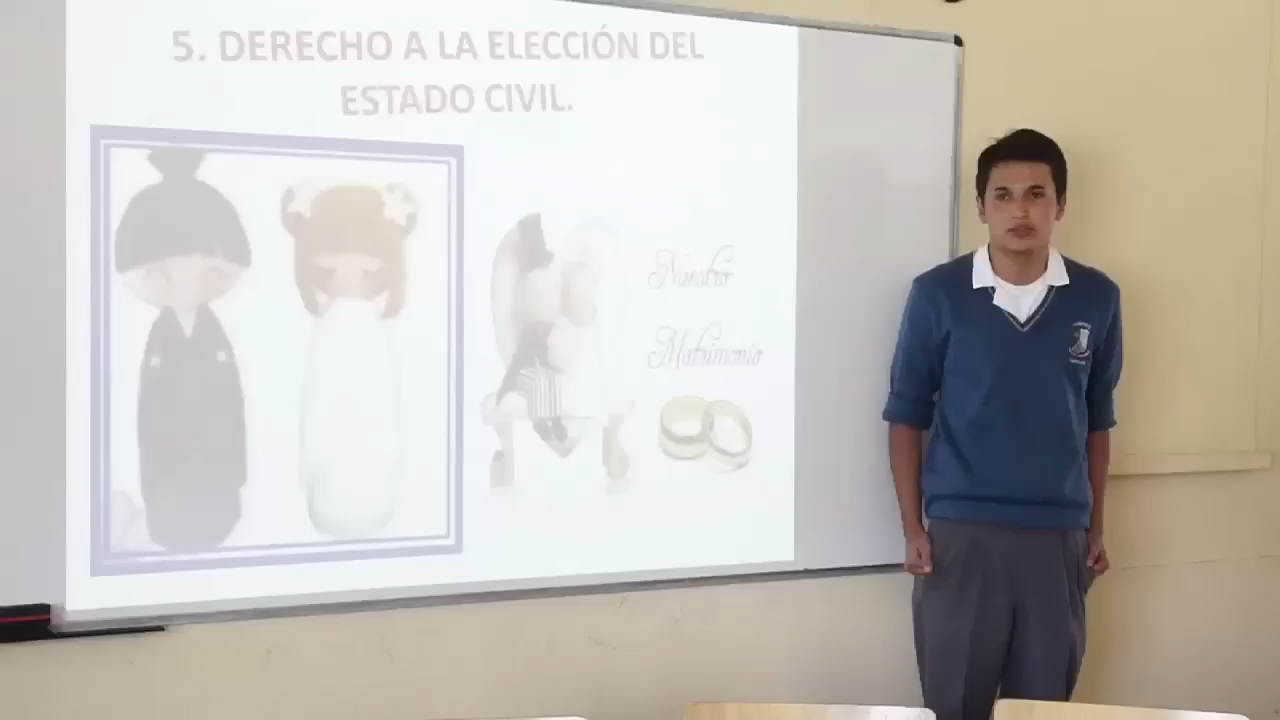 5. DERECHO A LA ELECCIÓN DEL
ESTADO CIVIL.
Nuestro
Matrimonio